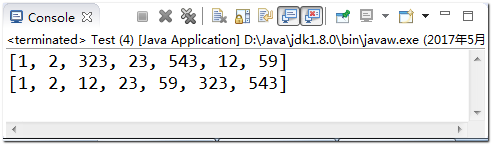 Console
<terminated> Test (4) [Java Application] D:\Java\jdk1.8.0\bin\javaw.exe (2017年5月
[1, 2, 323, 23, 543, 12, 59]
[1, 2, 12, 23, 59, 323, 543]